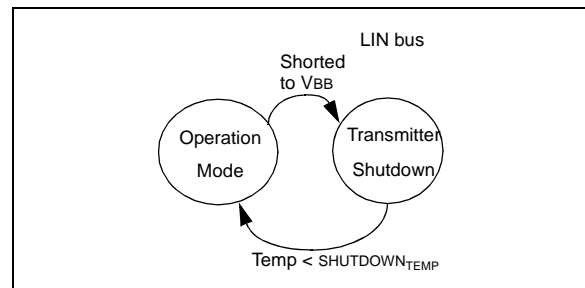 LIN bus
Shorted
to VBB
Operation
Mode
Transmitter
Shutdown
Temp < SHUTDOWNTEMP